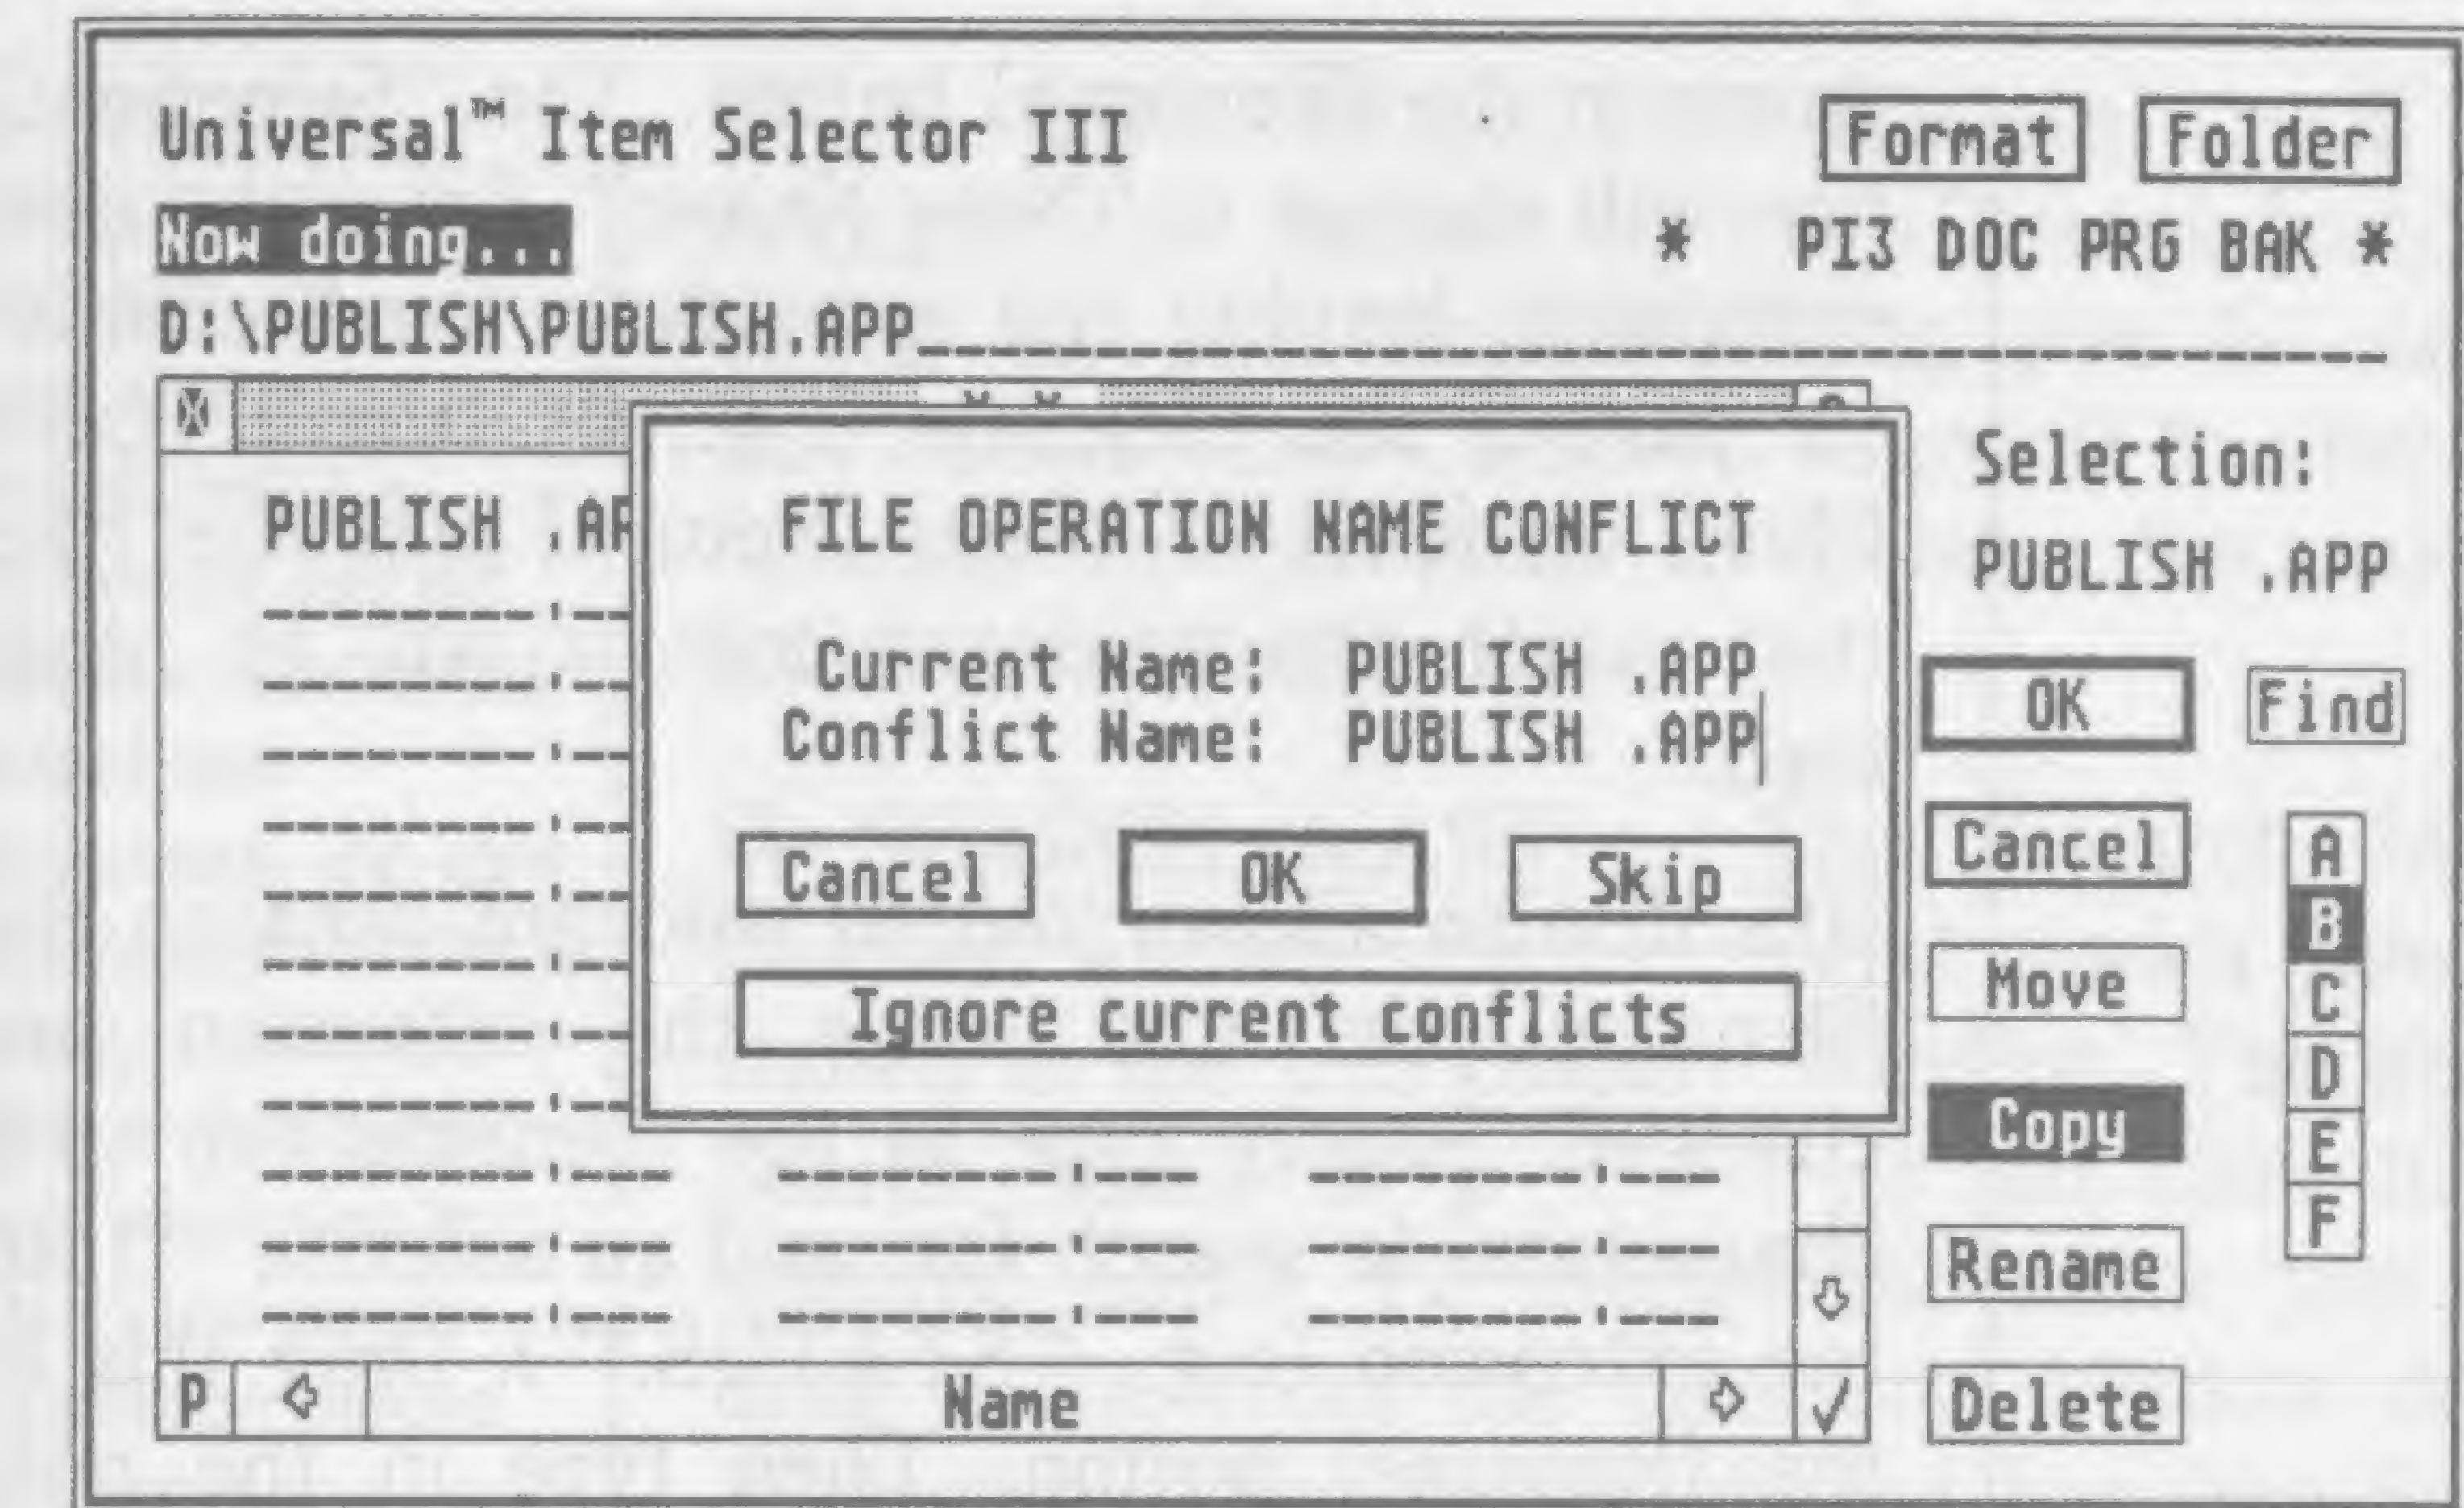 Universal™ Item Selector III
Format Folder
Now doing...
* PI3 DOC PRG BAK *
D:\PUBLISH\PUBLISH.APP
PUBLISH .AP
FILE OPERATION NAME CONFLICT
Current Name: PUBLISH .APP
Conflict Name: PUBLISH .APP
Cancel OK Skip
Ignore current conflicts
Selection:
PUBLISH .APP
OK Find
Cancel
Move
Copy
Rename
Delete
A
B
C
D
E
F
P Name